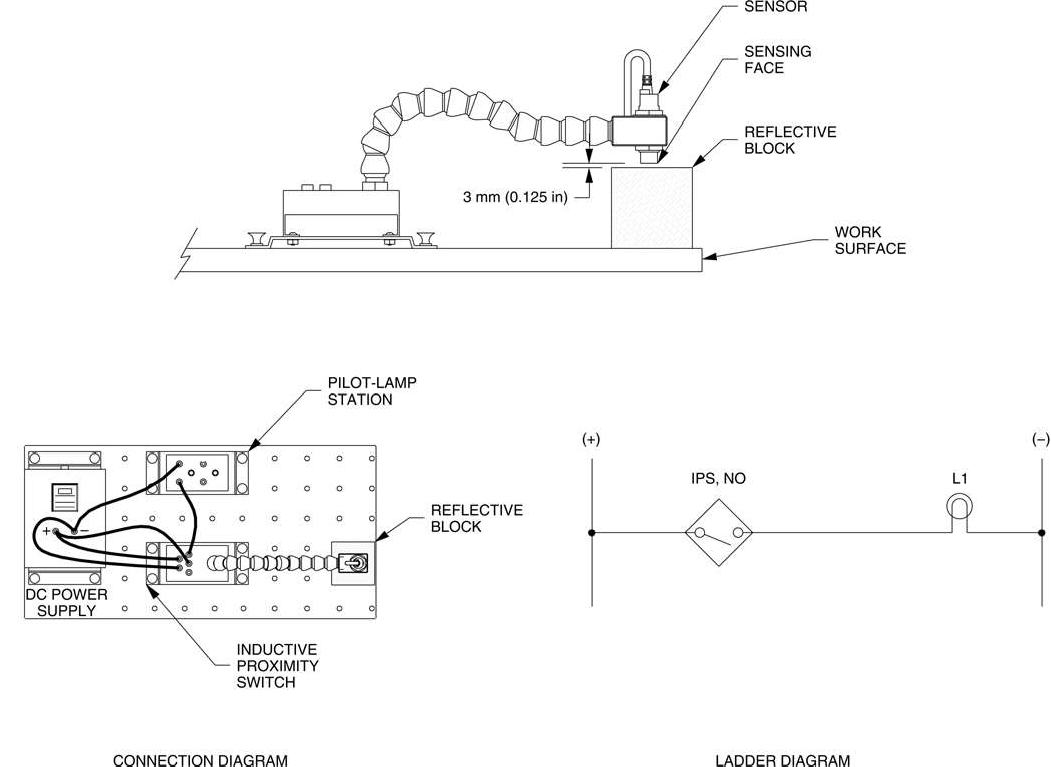 SENSOR
SENSING
FACE
REFLECTIVE
BLOCK
3 mm (0.125 in)
WORK
SURFACE
PILOT-LAMP
STATION
(+)
(–)
IPS, NO
L1
REFLECTIVE
BLOCK
+
–
DC POWER
SUPPLY
INDUCTIVE
PROXIMITY
SWITCH
CONNECTION DIAGRAM
LADDER DIAGRAM